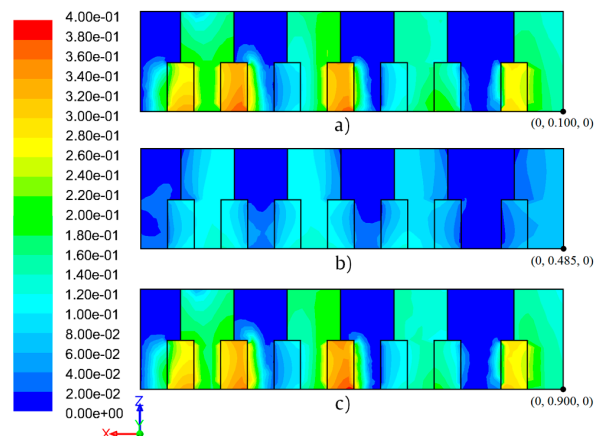 4.00e-01
3.80e-01
3.60e-01
3.40e-01
3.20e-01
3.00e-01
2.80e-01
2.60e-01
2.40e-01
2.20e-01
2.00e-01
1.80e-01
1.60e-01
1.40e-01
1.20e-01
1.00e-01
8.00e-02
6.00e-02
4.00e-02
2.00e-02
0.00e+00
a)
(0, 0.100, 0)
b)
(0, 0.485, 0)
c)
(0, 0.900, 0)
Z
Y
X